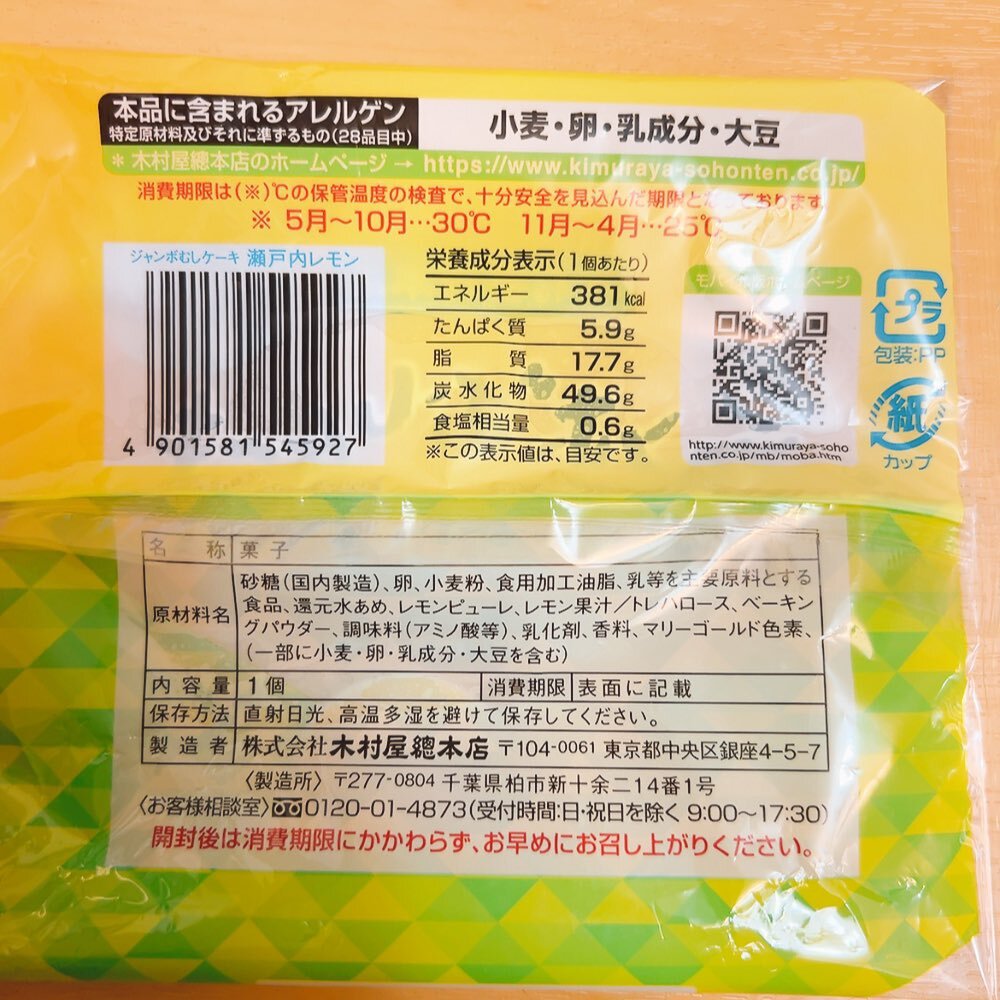 本品に含まれるアレルゲン
特定原材料及びそれに準ずるもの(28品目中)
小麦・卵・乳成分・大豆
＊木村屋總本店のホームページ→ https://www.kimuraya-sohonten.co.jp/
消費期限は(※)℃の保管温度の検査で、十分安全を見込んだ期限となっております
※ 5月〜10月…30℃ 11月〜4月…25℃
ジャンボむしケーキ 瀬戸内レモン
4 901581 545927
栄養成分表示(1個あたり)
エネルギー 381kcal
たんぱく質 5.9g
脂質 17.7g
炭水化物 49.6g
食塩相当量 0.6g
※この表示値は、目安です。
モバイル版ホームページ
http://www.kimuraya-soho
nten.co.jp/mb/moba.htm
プラ
包装:PP
紙
カップ
名称 菓子
原材料名 砂糖(国内製造)、卵、小麦粉、食用加工油脂、乳等を主要原料とする
食品、還元水あめ、レモンピューレ、レモン果汁／トレハロース、ベーキン
グパウダー、調味料(アミノ酸等)、乳化剤、香料、マリーゴールド色素、
(一部に小麦・卵・乳成分・大豆を含む)
内容量 1個 消費期限 表面に記載
保存方法 直射日光、高温多湿を避けて保存してください。
製造者 株式会社木村屋總本店 〒104-0061 東京都中央区銀座4-5-7
〈製造所〉〒277-0804 千葉県柏市新十余二14番1号
〈お客様相談室〉0120-01-4873(受付時間:日・祝日を除く 9:00〜17:30)
開封後は消費期限にかかわらず、お早めにお召し上がりください。